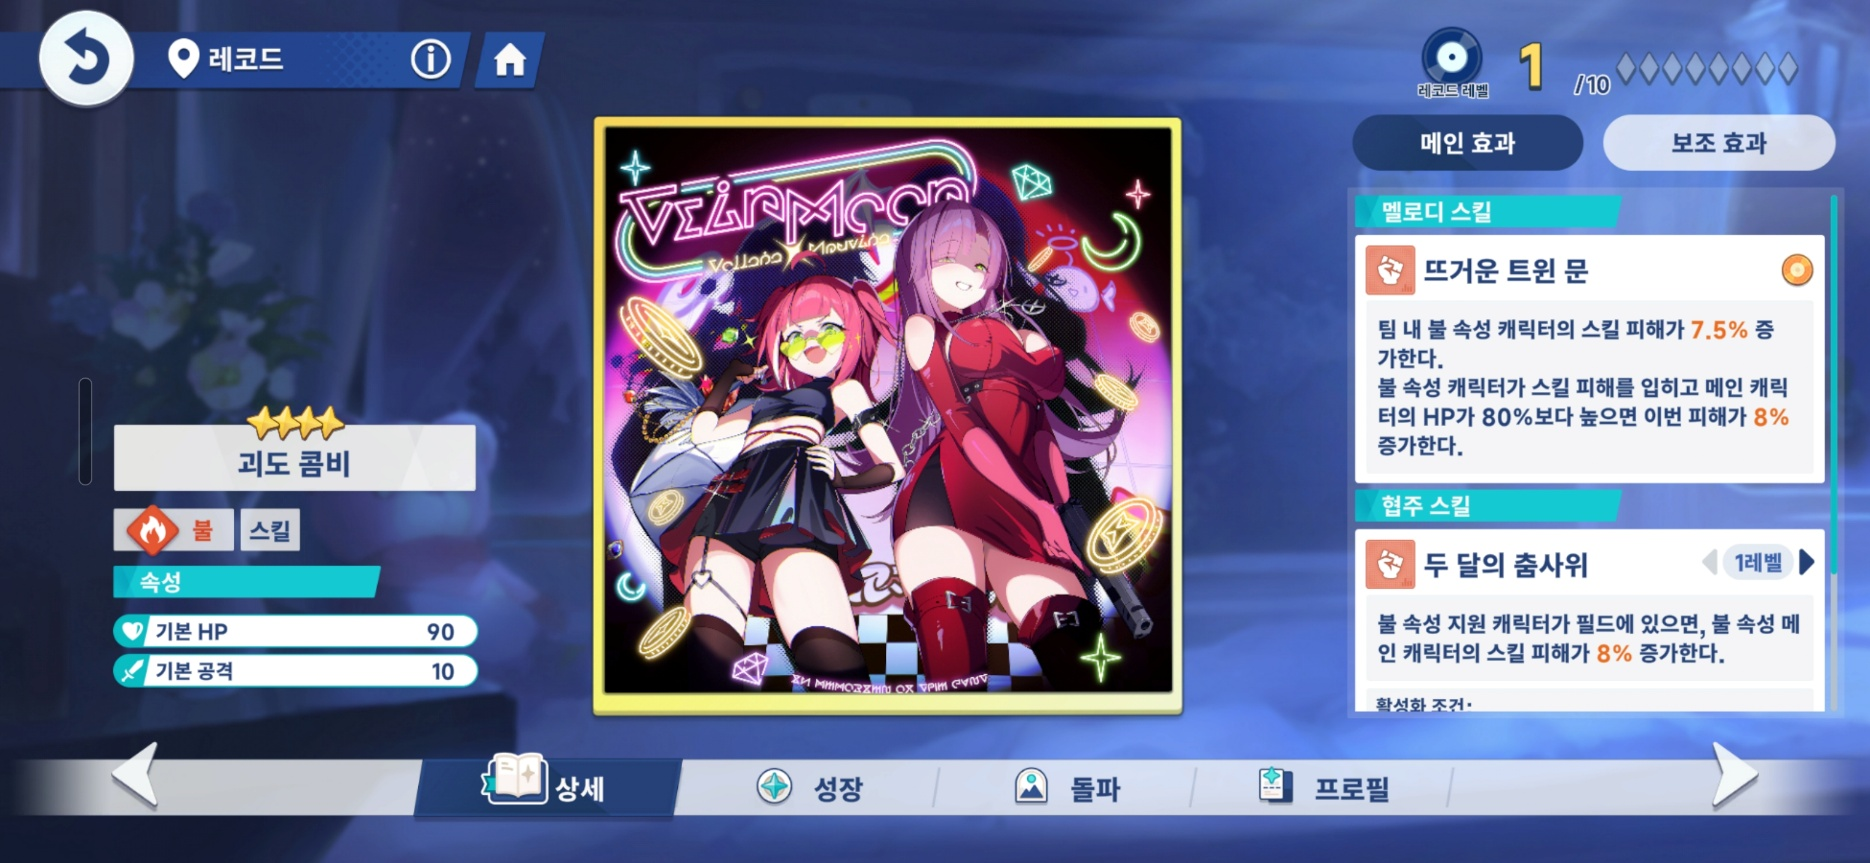 레코드
레코드 레벨
1
/10
메인 효과
보조 효과
멜로디 스킬
뜨거운 트윈 문
팀 내 불 속성 캐릭터의 스킬 피해가 7.5% 증
가한다.
불 속성 캐릭터가 스킬 피해를 입히고 메인 캐릭
터의 HP가 80%보다 높으면 이번 피해가 8%
증가한다.
협주 스킬
두 달의 춤사위
1레벨
불 속성 지원 캐릭터가 필드에 있으면, 불 속성 메
인 캐릭터의 스킬 피해가 8% 증가한다.
활성화 조건:
괴도 콤비
불
스킬
속성
기본 HP
90
기본 공격
10
상세
성장
돌파
프로필